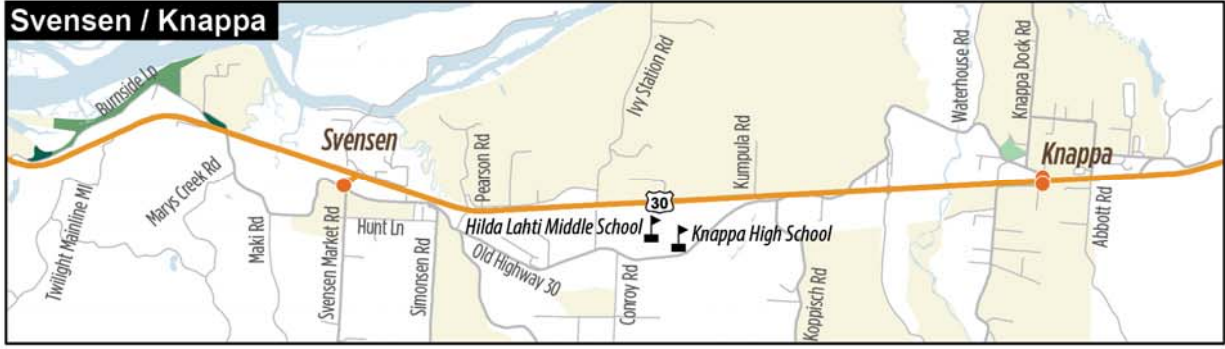 Svensen / Knappa
Burnside Ln
Svensen
Marys Creek Rd
Twilight Mainline Ml
Maki Rd
Svensen Market Rd
Hunt Ln
Simonsen Rd
Pearson Rd
Ivy Station Rd
Kumpula Rd
30
Hilda Lahti Middle School
Knappa High School
Old Highway 30
Conroy Rd
Koppisch Rd
Waterhouse Rd
Knappa Dock Rd
Knappa
Abbott Rd